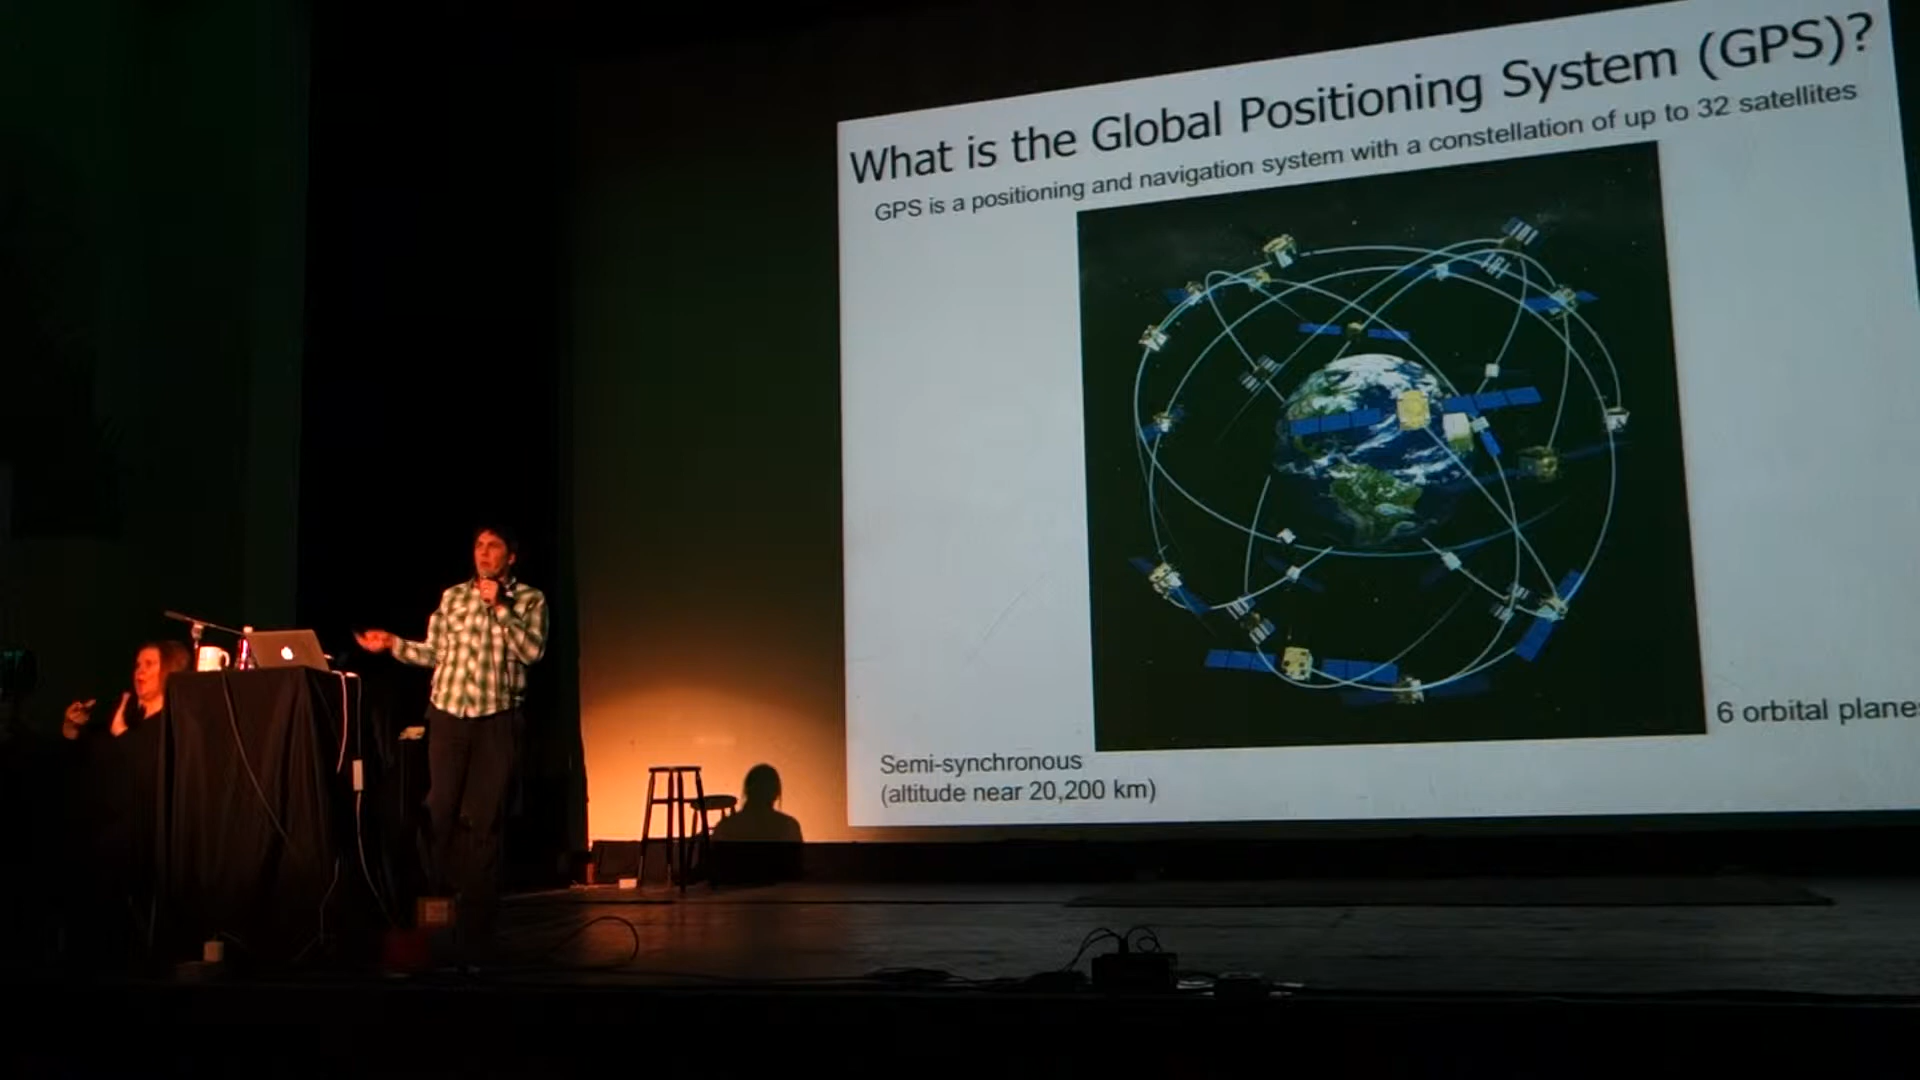 What is the Global Positioning System (GPS)?
GPS is a positioning and navigation system with a constellation of up to 32 satellites
6 orbital planes
Semi-synchronous
(altitude near 20,200 km)